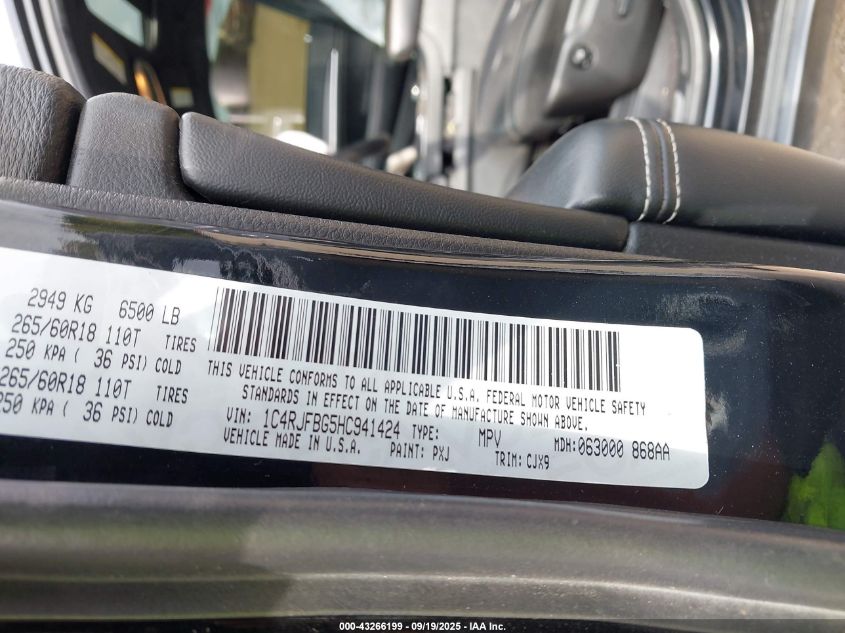 2949 KG 6500 LB
265/60R18 110T TIRES
250 KPA ( 36 PSI) COLD
265/60R18 110T TIRES
250 KPA ( 36 PSI) COLD
THIS VEHICLE CONFORMS TO ALL APPLICABLE U.S.A. FEDERAL MOTOR VEHICLE SAFETY
STANDARDS IN EFFECT ON THE DATE OF MANUFACTURE SHOWN ABOVE.
VIN: 1C4RJFBG5HC941424 TYPE: MPV MDH:063000 868AA
VEHICLE MADE IN U.S.A. PAINT: PXJ TRIM: CJX9
000-43266199 - 09/19/2025 - IAA Inc.